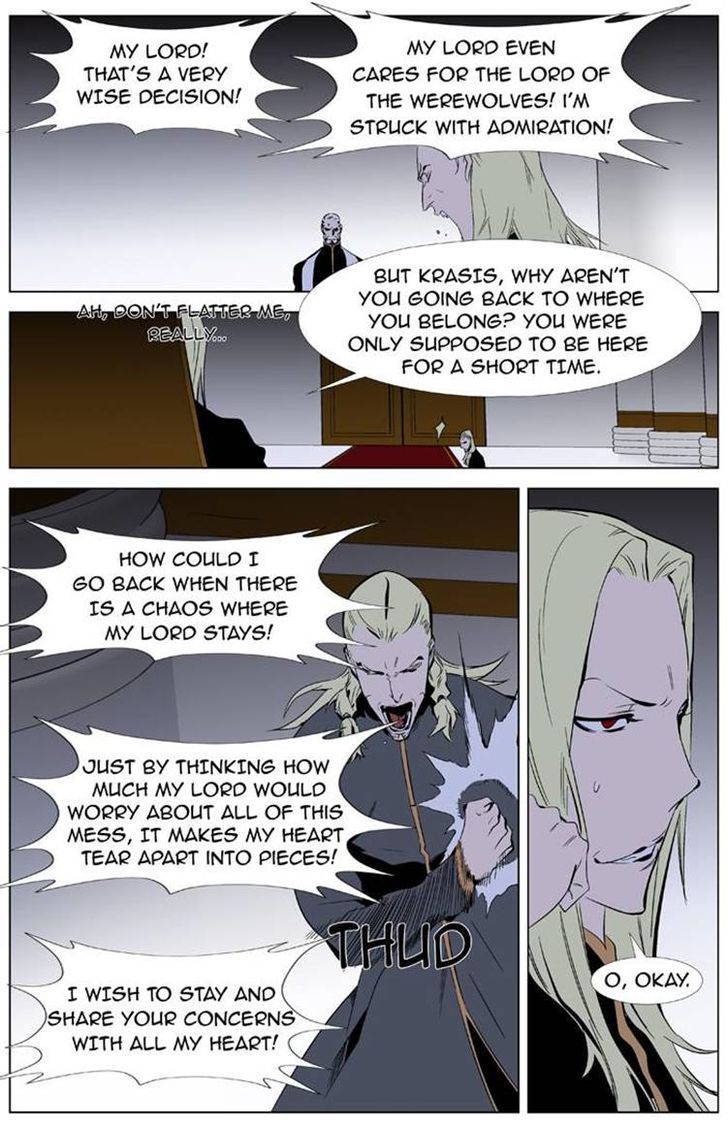 MY LORD!
THAT'S A VERY
WISE DECISION!
MY LORD EVEN
CARES FOR THE LORD OF
THE WEREWOLVES! I'M
STRUCK WITH ADMIRATION!
AH, DON'T FLATTER ME,
REALLY...
BUT KRASIS, WHY AREN'T
YOU GOING BACK TO WHERE
YOU BELONG? YOU WERE
ONLY SUPPOSED TO BE HERE
FOR A SHORT TIME.
HOW COULD I
GO BACK WHEN THERE
IS A CHAOS WHERE
MY LORD STAYS!
JUST BY THINKING HOW
MUCH MY LORD WOULD
WORRY ABOUT ALL OF THIS
MESS, IT MAKES MY HEART
TEAR APART INTO PIECES!
THUD
I WISH TO STAY AND
SHARE YOUR CONCERNS
WITH ALL MY HEART!
O, OKAY.